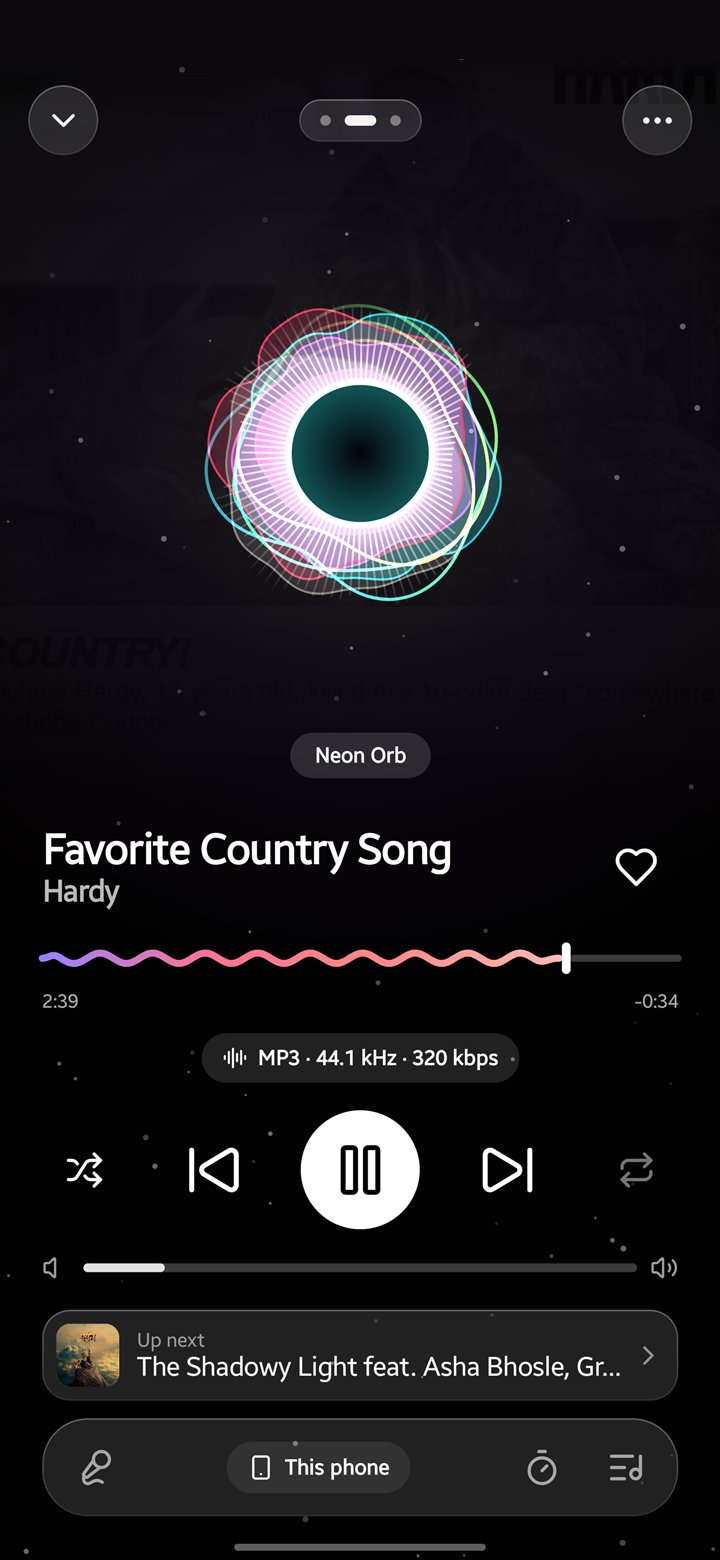 COUNTRY!
Neon Orb
Favorite Country Song
Hardy
2:39
-0:34
MP3 · 44.1 kHz · 320 kbps
Up next
The Shadowy Light feat. Asha Bhosle, Gr...
This phone